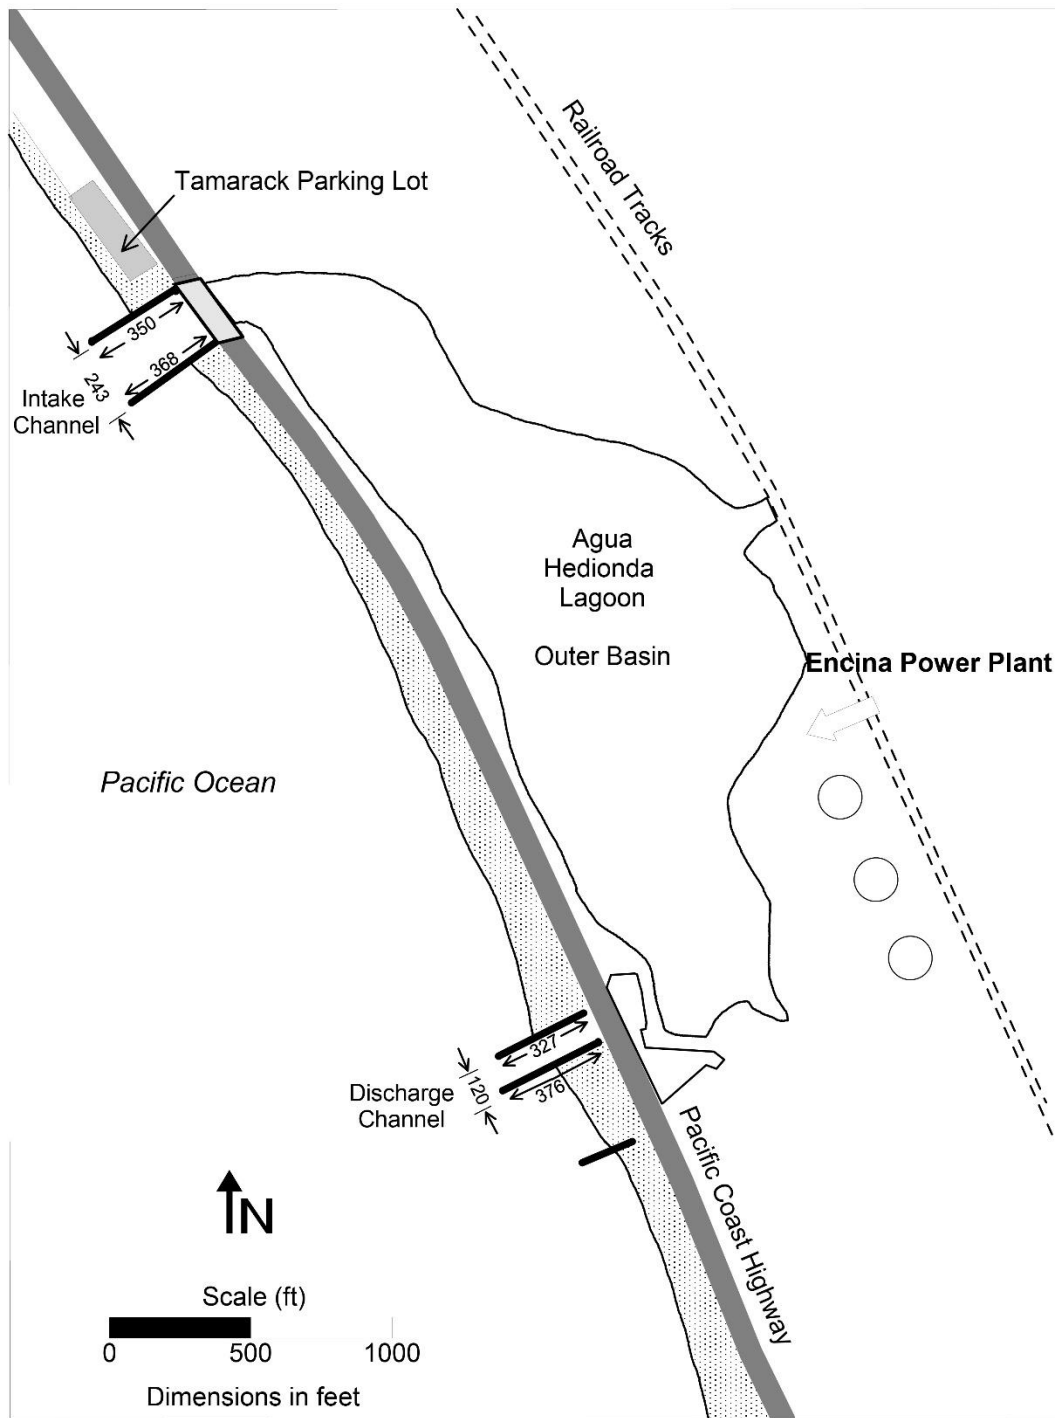 Railroad Tracks
Tamarack Parking Lot
350
368
243
Intake
Channel
Agua
Hedionda
Lagoon
Outer Basin
Encina Power Plant
Pacific Ocean
327
376
120
Discharge
Channel
Pacific Coast Highway
N
Scale (ft)
0 500 1000
Dimensions in feet